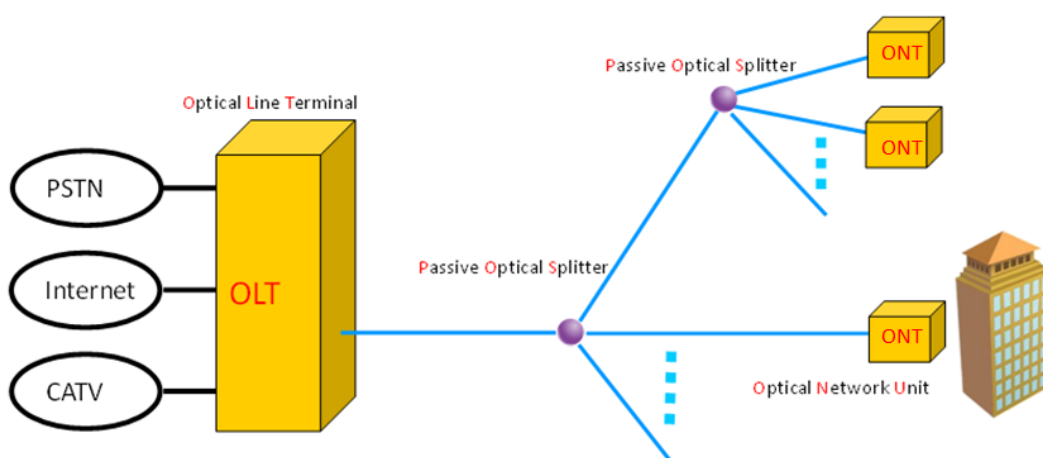 Passive Optical Splitter
ONT
Optical Line Terminal
ONT
PSTN
Passive Optical Splitter
Internet
OLT
ONT
CATV
Optical Network Unit